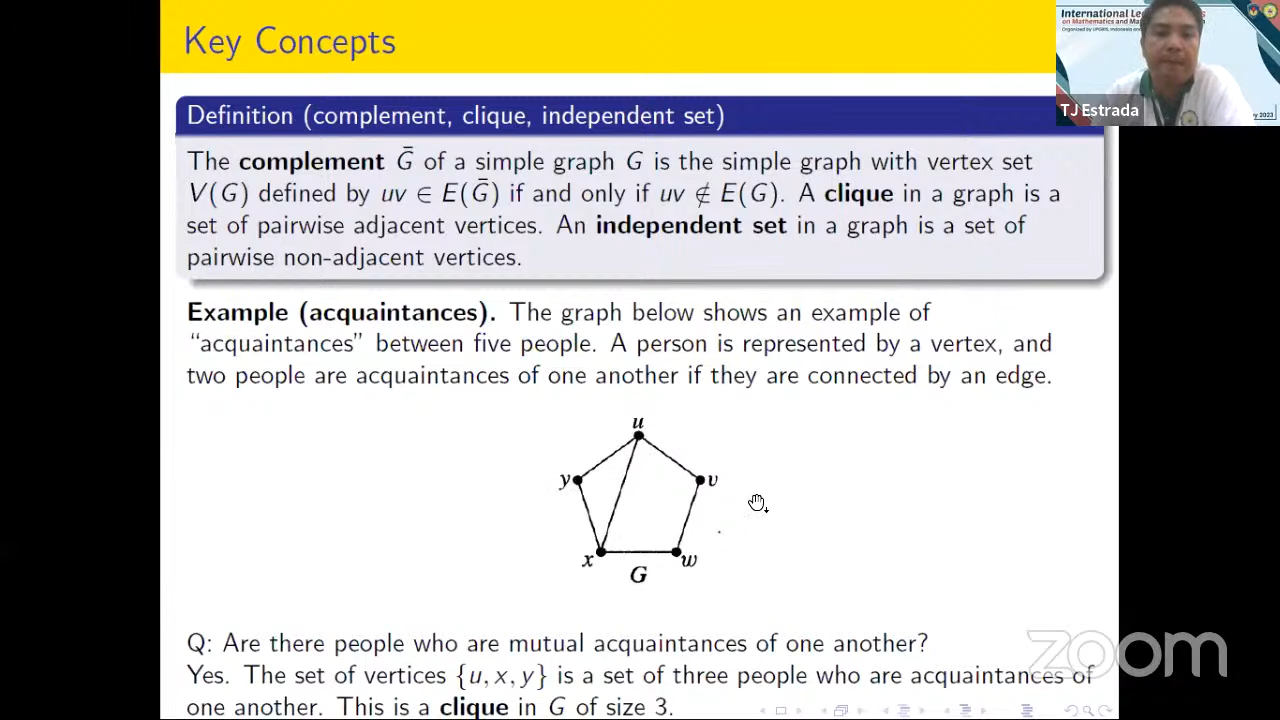 Key Concepts
International Le
on Mathematics and Ma
TJ Estrada
Definition (complement, clique, independent set)
The complement Ḡ of a simple graph G is the simple graph with vertex set
V(G) defined by uv ∈ E(Ḡ) if and only if uv ∉ E(G). A clique in a graph is a
set of pairwise adjacent vertices. An independent set in a graph is a set of
pairwise non-adjacent vertices.
Example (acquaintances). The graph below shows an example of
“acquaintances” between five people. A person is represented by a vertex, and
two people are acquaintances of one another if they are connected by an edge.
u
y
v
x
w
G
Q: Are there people who are mutual acquaintances of one another?
Yes. The set of vertices {u, x, y} is a set of three people who are acquaintances of
one another. This is a clique in G of size 3.
zoom